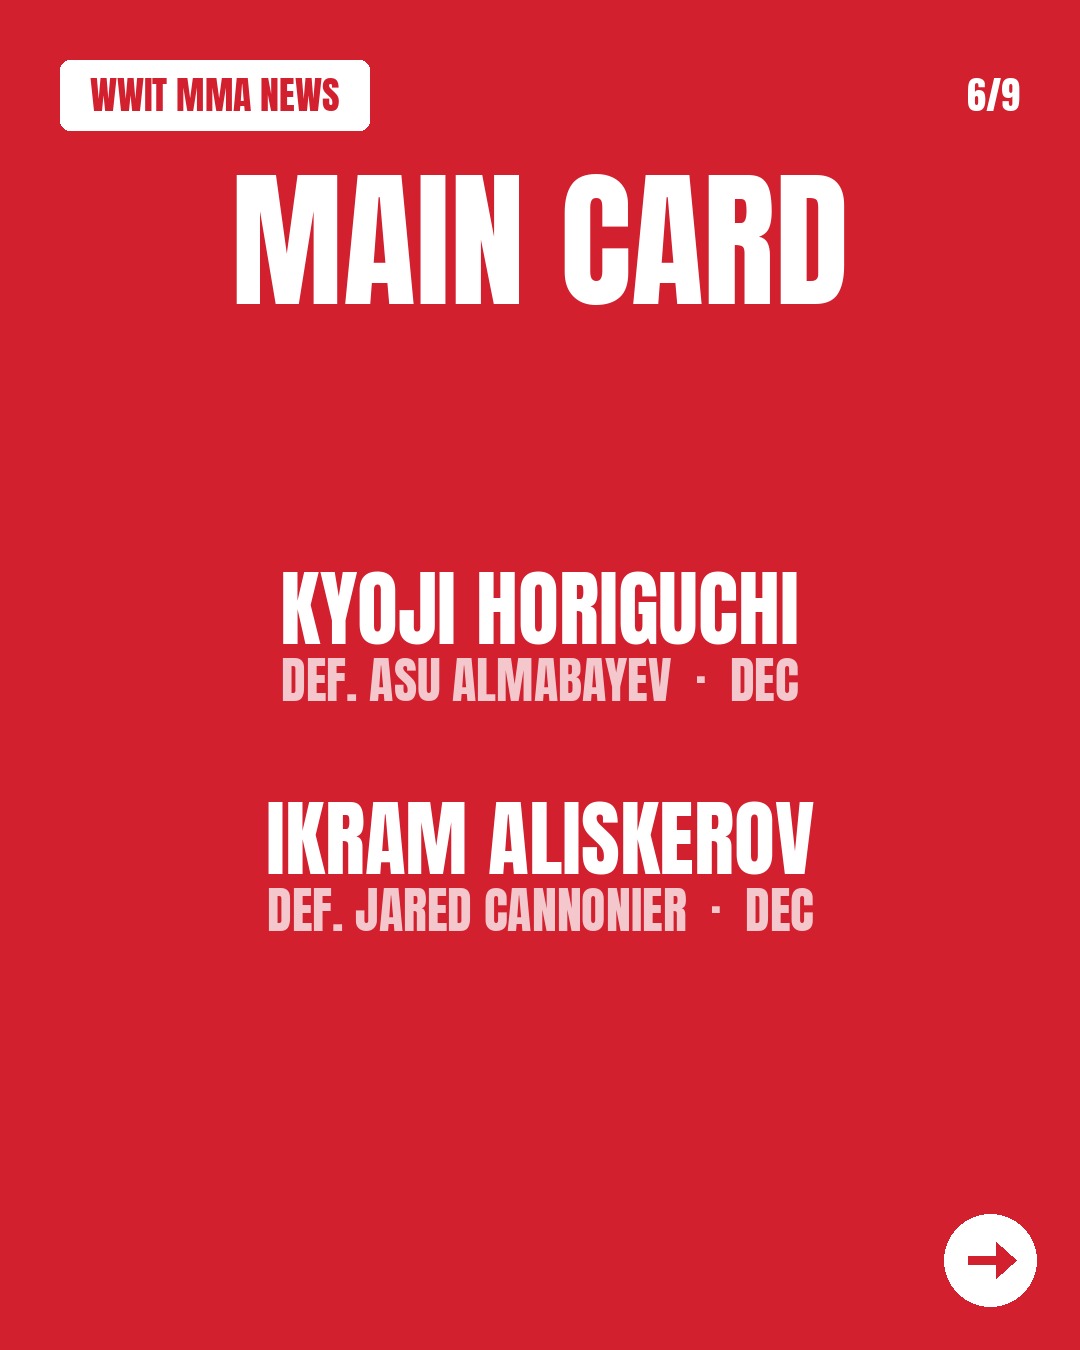 WWIT MMA NEWS
6/9
MAIN CARD
KYOJI HORIGUCHI
DEF. ASU ALMABAYEV · DEC
IKRAM ALISKEROV
DEF. JARED CANNONIER · DEC